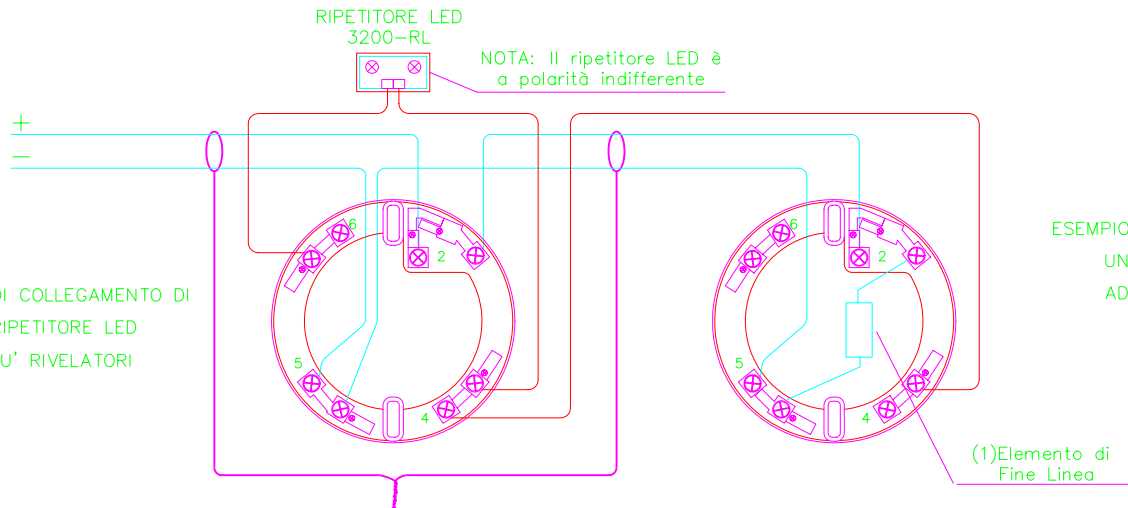 RIPETITORE LED
3200-RL
NOTA: Il ripetitore LED è
a polarità indifferente
+
−
6
2
5
4
6
2
5
4
DI COLLEGAMENTO DI
RIPETITORE LED
U' RIVELATORI
ESEMPIO
UN
AD
(1)Elemento di
Fine Linea